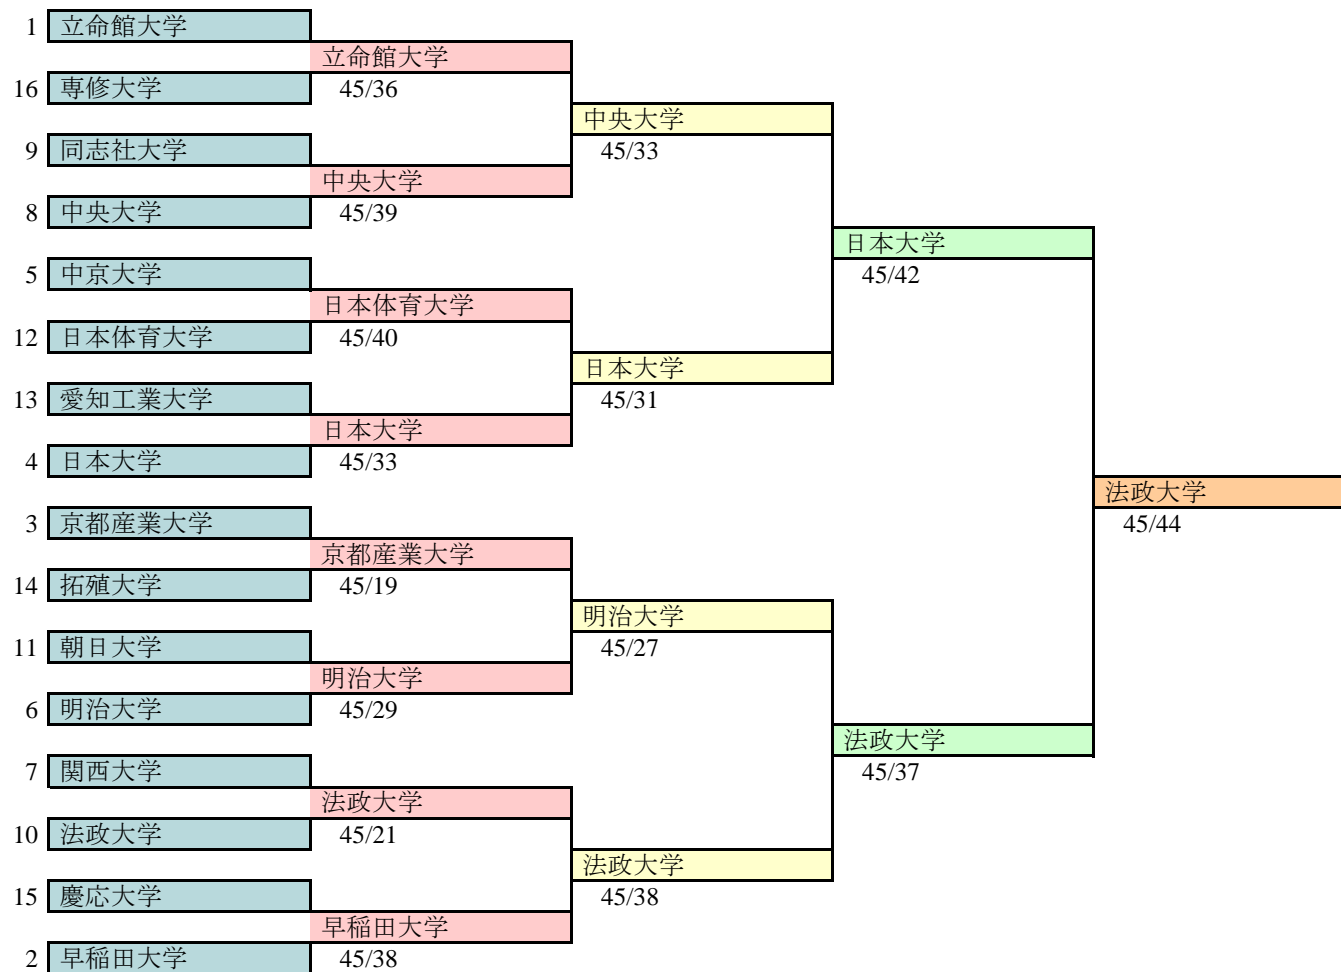 1 立命館大学
立命館大学
16 専修大学 45/36
中央大学
9 同志社大学 45/33
中央大学
8 中央大学 45/39
日本大学
5 中京大学 45/42
日本体育大学
12 日本体育大学 45/40
日本大学
13 愛知工業大学 45/31
日本大学
4 日本大学 45/33
法政大学
3 京都産業大学 45/44
京都産業大学
14 拓殖大学 45/19
明治大学
11 朝日大学 45/27
明治大学
6 明治大学 45/29
法政大学
7 関西大学 45/37
法政大学
10 法政大学 45/21
法政大学
15 慶応大学 45/38
早稲田大学
2 早稲田大学 45/38